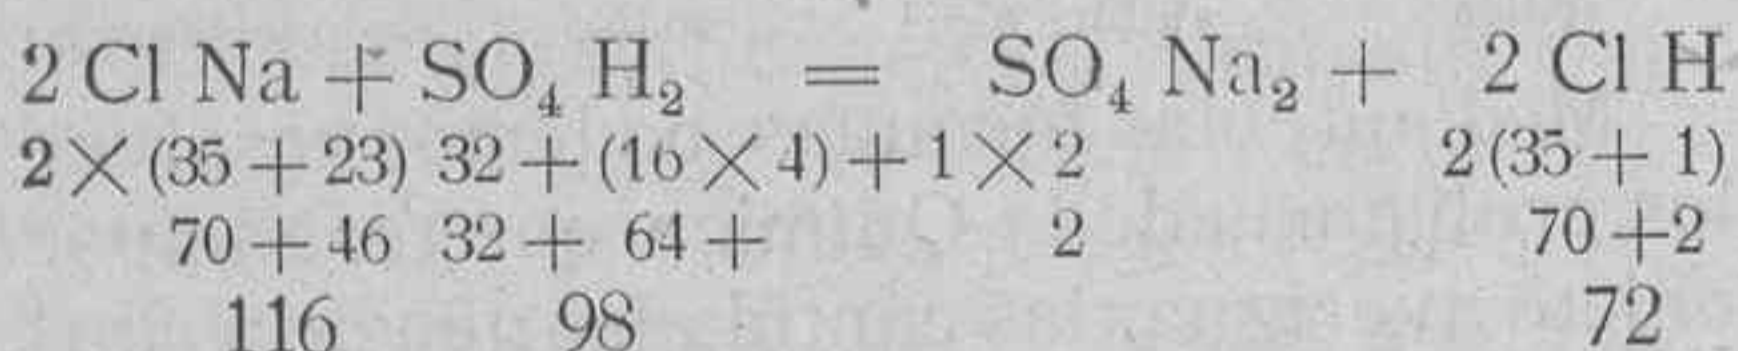 2 Cl Na + SO₄ H₂ = SO₄ Na₂ + 2 Cl H
2 × (35 + 23) 32 + (16 × 4) + 1 × 2 2 (35 + 1)
70 + 46 32 + 64 + 2 70 + 2
116 98 72